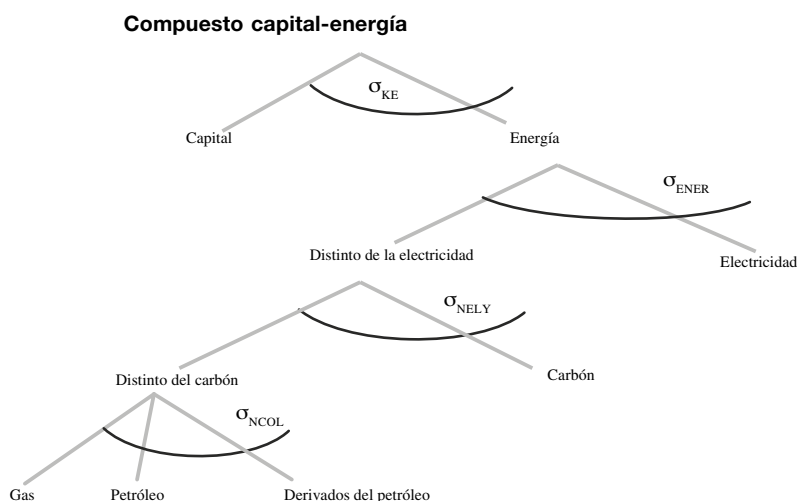 Compuesto capital-energía
σKE
Capital
Energía
σENER
Distinto de la electricidad
Electricidad
σNELY
Distinto del carbón
Carbón
σNCOL
Gas
Petróleo
Derivados del petróleo